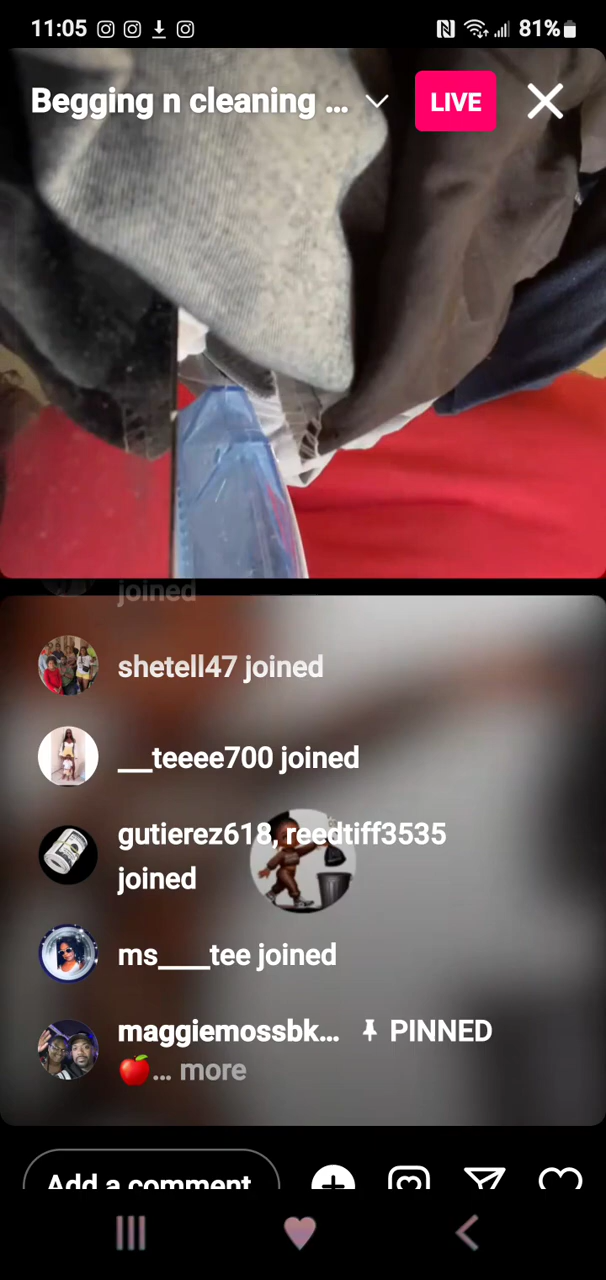 11:05 81%
Begging n cleaning ... LIVE
joined
shetell47 joined
__teeee700 joined
gutierez618, reedtiff3535
joined
ms____tee joined
maggiemossbk... PINNED
🍎... more
Add a comment